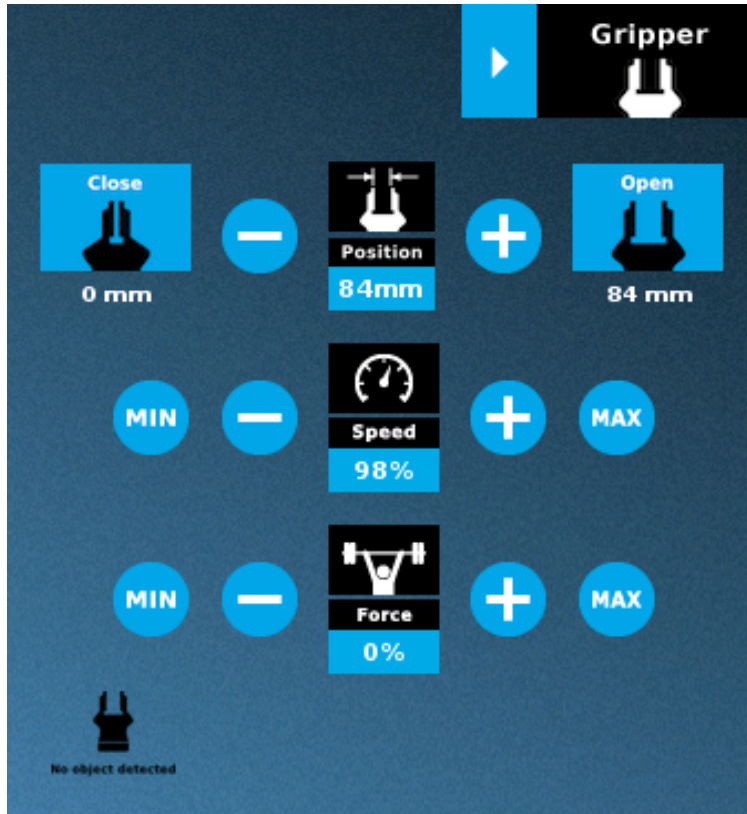 Gripper
Close
Open
Position
84mm
0 mm
84 mm
MIN
MAX
Speed
98%
MIN
MAX
Force
0%
No object detected